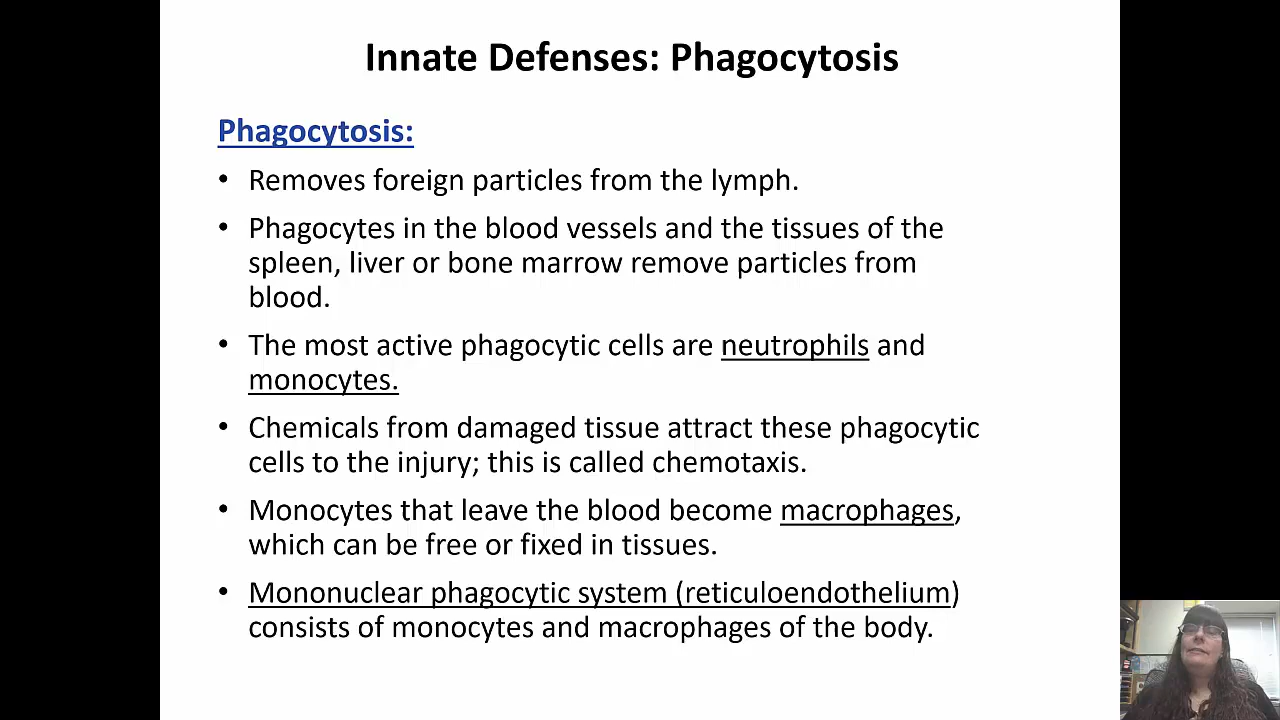 Innate Defenses: Phagocytosis
Phagocytosis:
• Removes foreign particles from the lymph.
• Phagocytes in the blood vessels and the tissues of the
spleen, liver or bone marrow remove particles from
blood.
• The most active phagocytic cells are neutrophils and
monocytes.
• Chemicals from damaged tissue attract these phagocytic
cells to the injury; this is called chemotaxis.
• Monocytes that leave the blood become macrophages,
which can be free or fixed in tissues.
• Mononuclear phagocytic system (reticuloendothelium)
consists of monocytes and macrophages of the body.